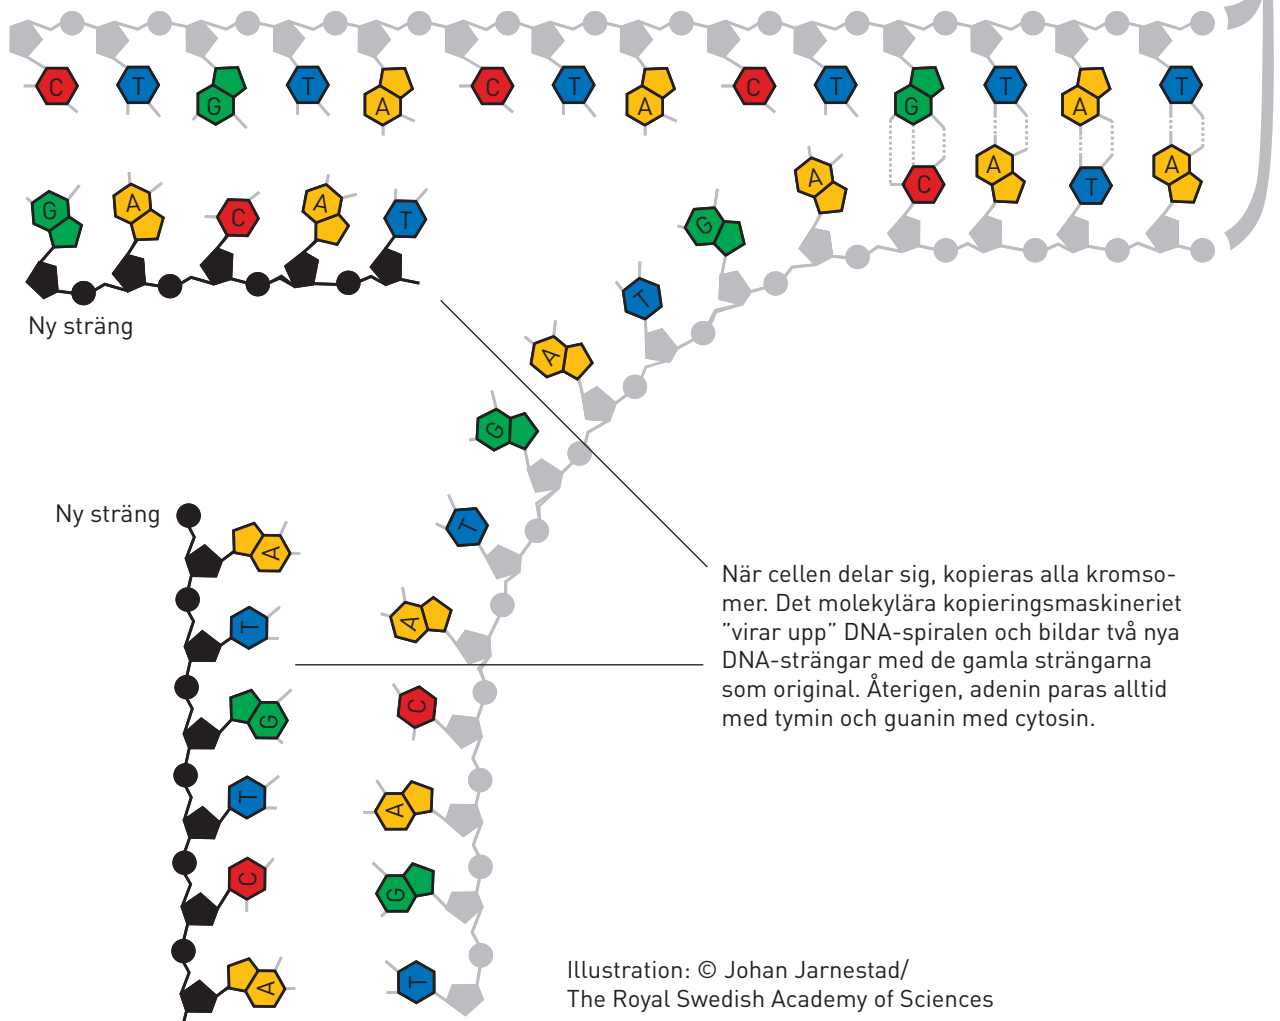 C T G T A C T A C T G T A T
G A C A T
A G A C A T A
Ny sträng
T
A
G
T
Ny sträng
A
T
A
G
C
T
A
C
G
T
A
C
A
T
När cellen delar sig, kopieras alla kromso-
mer. Det molekylära kopieringsmaskineriet
”virar upp” DNA-spiralen och bildar två nya
DNA-strängar med de gamla strängarna
som original. Återigen, adenin paras alltid
med tymin och guanin med cytosin.
Illustration: © Johan Jarnestad/
The Royal Swedish Academy of Sciences